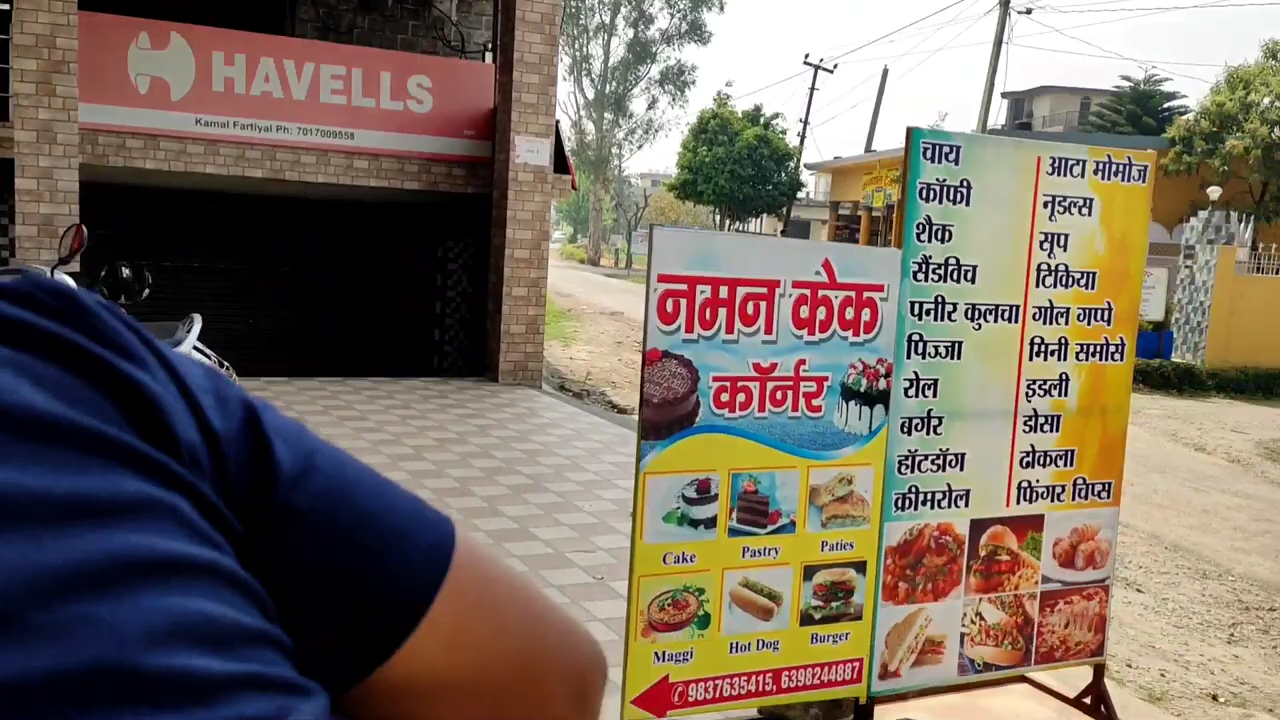 HAVELLS
Kamal Fartiyal Ph: 7017009558
नमन केक
कॉर्नर
Cake
Pastry
Paties
Maggi
Hot Dog
Burger
9837635415, 6398244887
चाय
कॉफी
शैक
सैंडविच
पनीर कुलचा
पिज्जा
रोल
बर्गर
हॉटडॉग
क्रीमरोल
आटा मोमोज
नूडल्स
सूप
टिकिया
गोल गप्पे
मिनी समोसे
इडली
डोसा
ढोकला
फिंगर चिप्स